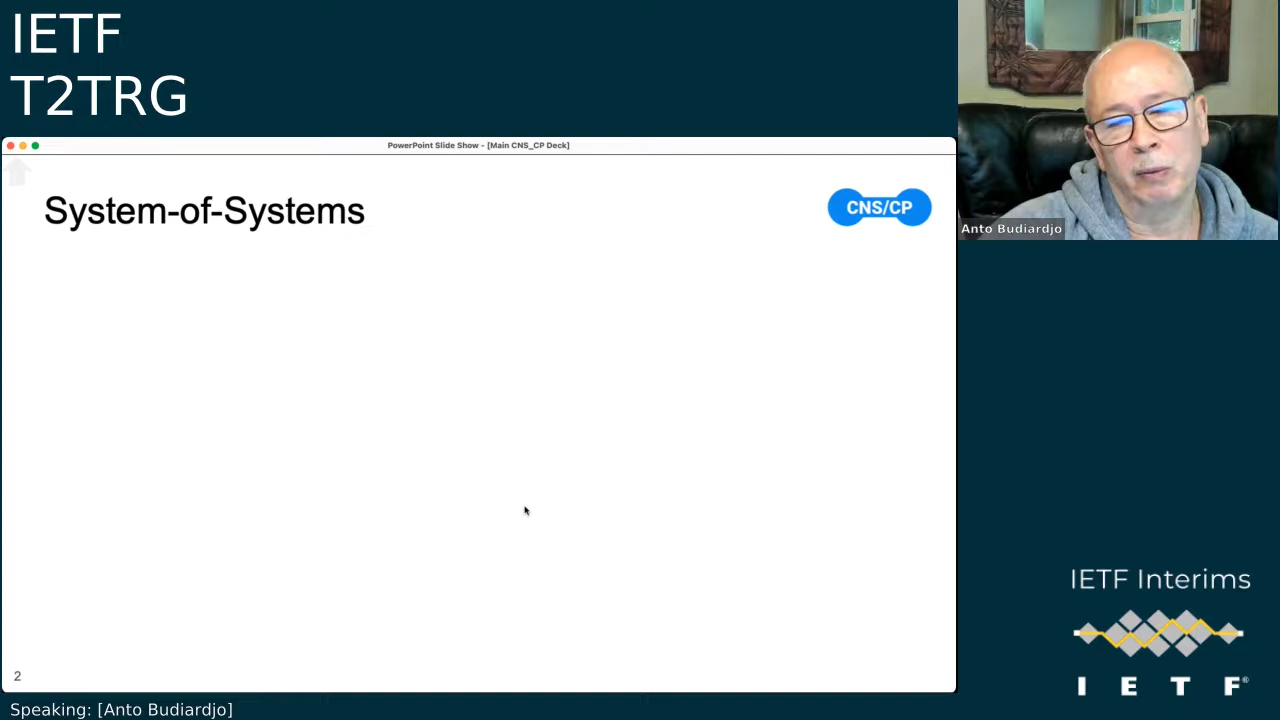 IETF
T2TRG
PowerPoint Slide Show - [Main CNS_CP Deck]
System-of-Systems
CNS/CP
2
Anto Budiardjo
IETF Interims
I E T F®
Speaking: [Anto Budiardjo]